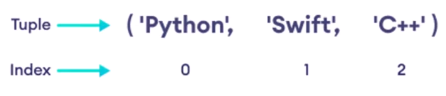 Tuple ('Python', 'Swift', 'C++')
Index 0 1 2